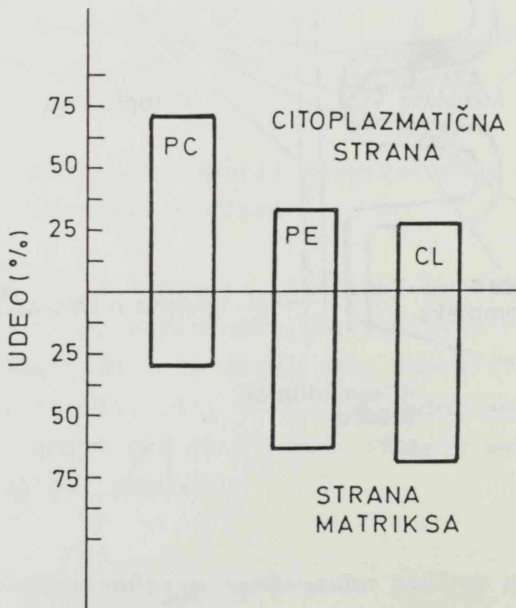 75
50
25
25
50
75
UDEO (%)
PC
PE
CL
CITOPLAZMATIČNA
STRANA
STRANA
MATRIKSA